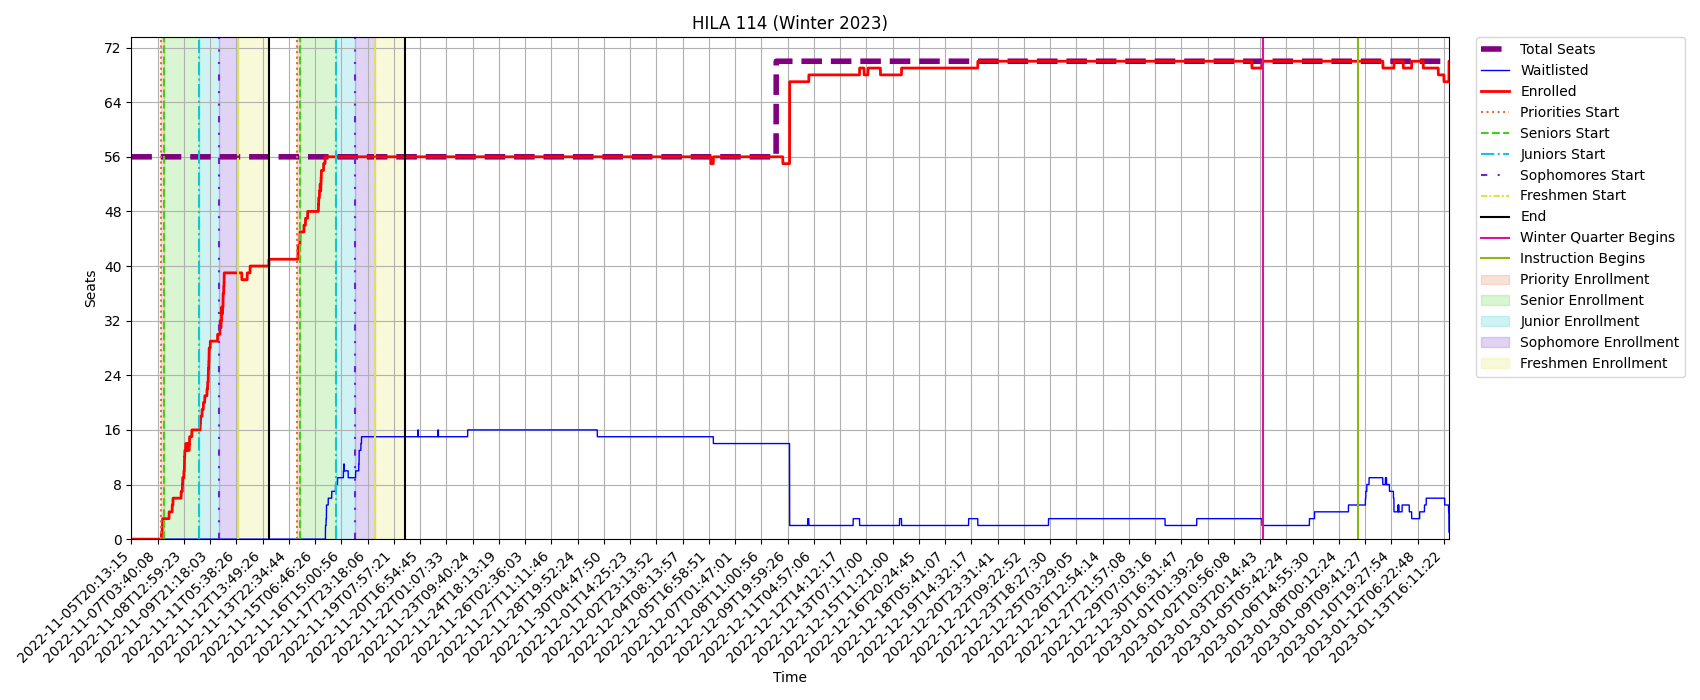 HILA 114 (Winter 2023)
Seats
72
64
56
48
40
32
24
16
8
0
2022-11-05T20:13:15
2022-11-07T03:40:08
2022-11-08T12:59:23
2022-11-09T21:18:03
2022-11-11T05:38:26
2022-11-12T13:49:26
2022-11-13T22:34:44
2022-11-15T06:46:26
2022-11-16T15:00:56
2022-11-17T23:18:06
2022-11-19T07:57:21
2022-11-20T16:54:45
2022-11-22T01:07:33
2022-11-23T09:40:24
2022-11-24T18:13:19
2022-11-26T02:36:03
2022-11-27T11:11:46
2022-11-28T19:52:24
2022-11-30T04:47:50
2022-12-01T14:25:23
2022-12-02T23:13:52
2022-12-04T08:13:57
2022-12-05T16:58:51
2022-12-07T01:47:01
2022-12-08T11:00:56
2022-12-09T19:59:26
2022-12-11T04:57:06
2022-12-12T14:12:17
2022-12-13T17:17:00
2022-12-15T11:21:00
2022-12-16T20:24:45
2022-12-18T05:41:07
2022-12-19T14:32:17
2022-12-20T23:31:41
2022-12-22T09:22:52
2022-12-23T18:27:30
2022-12-25T03:29:05
2022-12-26T12:54:14
2022-12-27T21:57:08
2022-12-29T07:03:16
2022-12-30T16:31:47
2023-01-01T01:39:26
2023-01-02T10:56:08
2023-01-03T20:14:43
2023-01-05T05:42:24
2023-01-06T14:55:30
2023-01-08T00:12:24
2023-01-09T09:41:27
2023-01-10T19:27:54
2023-01-12T06:22:48
2023-01-13T16:11:22
Time
Total Seats
Waitlisted
Enrolled
Priorities Start
Seniors Start
Juniors Start
Sophomores Start
Freshmen Start
End
Winter Quarter Begins
Instruction Begins
Priority Enrollment
Senior Enrollment
Junior Enrollment
Sophomore Enrollment
Freshmen Enrollment